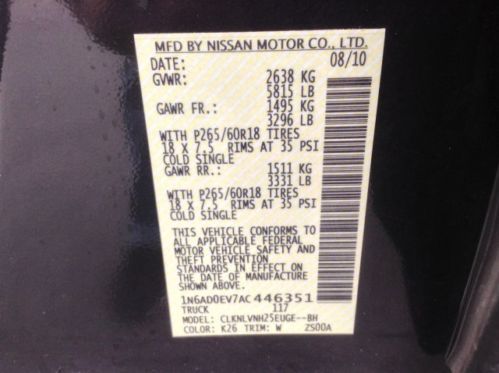 MFD BY NISSAN MOTOR CO., LTD.
DATE: 08/10
GVWR: 2638 KG
5815 LB
GAWR FR.: 1495 KG
3296 LB
WITH P265/60R18 TIRES
18 X 7.5 RIMS AT 35 PSI
COLD SINGLE
GAWR RR.: 1511 KG
3331 LB
WITH P265/60R18 TIRES
18 X 7.5 RIMS AT 35 PSI
COLD SINGLE
THIS VEHICLE CONFORMS TO
ALL APPLICABLE FEDERAL
MOTOR VEHICLE SAFETY AND
THEFT PREVENTION
STANDARDS IN EFFECT ON
THE DATE OF MANUFACTURE
SHOWN ABOVE.
1N6AD0EV7AC446351
TRUCK 117
MODEL: CLKNLVNH25EUGE--BH
COLOR: K26 TRIM: W ZS00A